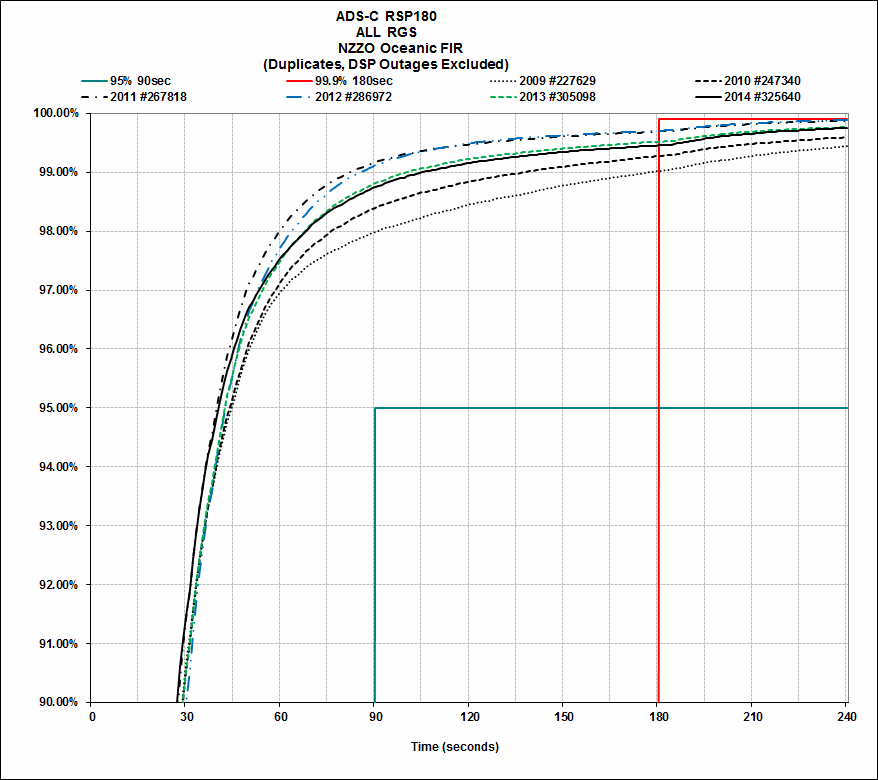 ADS-C RSP180
ALL RGS
NZZO Oceanic FIR
(Duplicates, DSP Outages Excluded)
95% 90sec 99.9% 180sec 2009 #227629 2010 #247340
2011 #267818 2012 #286972 2013 #305098 2014 #325640
100.00%
99.00%
98.00%
97.00%
96.00%
95.00%
94.00%
93.00%
92.00%
91.00%
90.00%
0 30 60 90 120 150 180 210 240
Time (seconds)